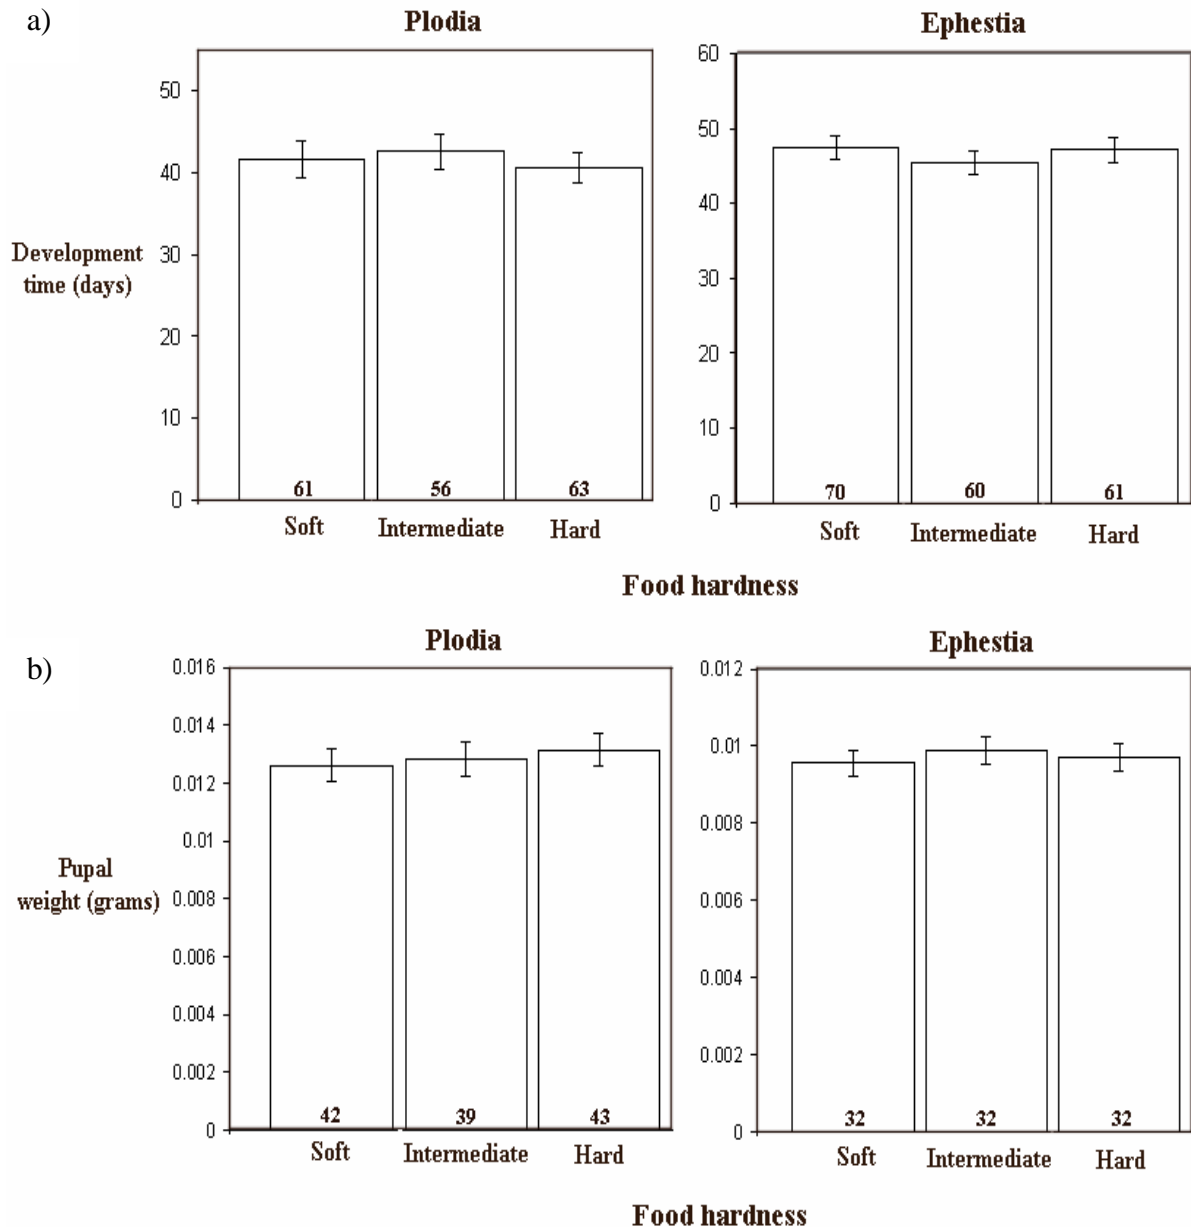 a)
Plodia
50
40
30
20
10
0
Development
time (days)
61
56
63
Soft
Intermediate
Hard
Ephestia
60
50
40
30
20
10
0
70
60
61
Soft
Intermediate
Hard
Food hardness
b)
Plodia
0.016
0.014
0.012
0.01
0.008
0.006
0.004
0.002
0
Pupal
weight (grams)
42
39
43
Soft
Intermediate
Hard
Ephestia
0.012
0.01
0.008
0.006
0.004
0.002
0
32
32
32
Soft
Intermediate
Hard
Food hardness